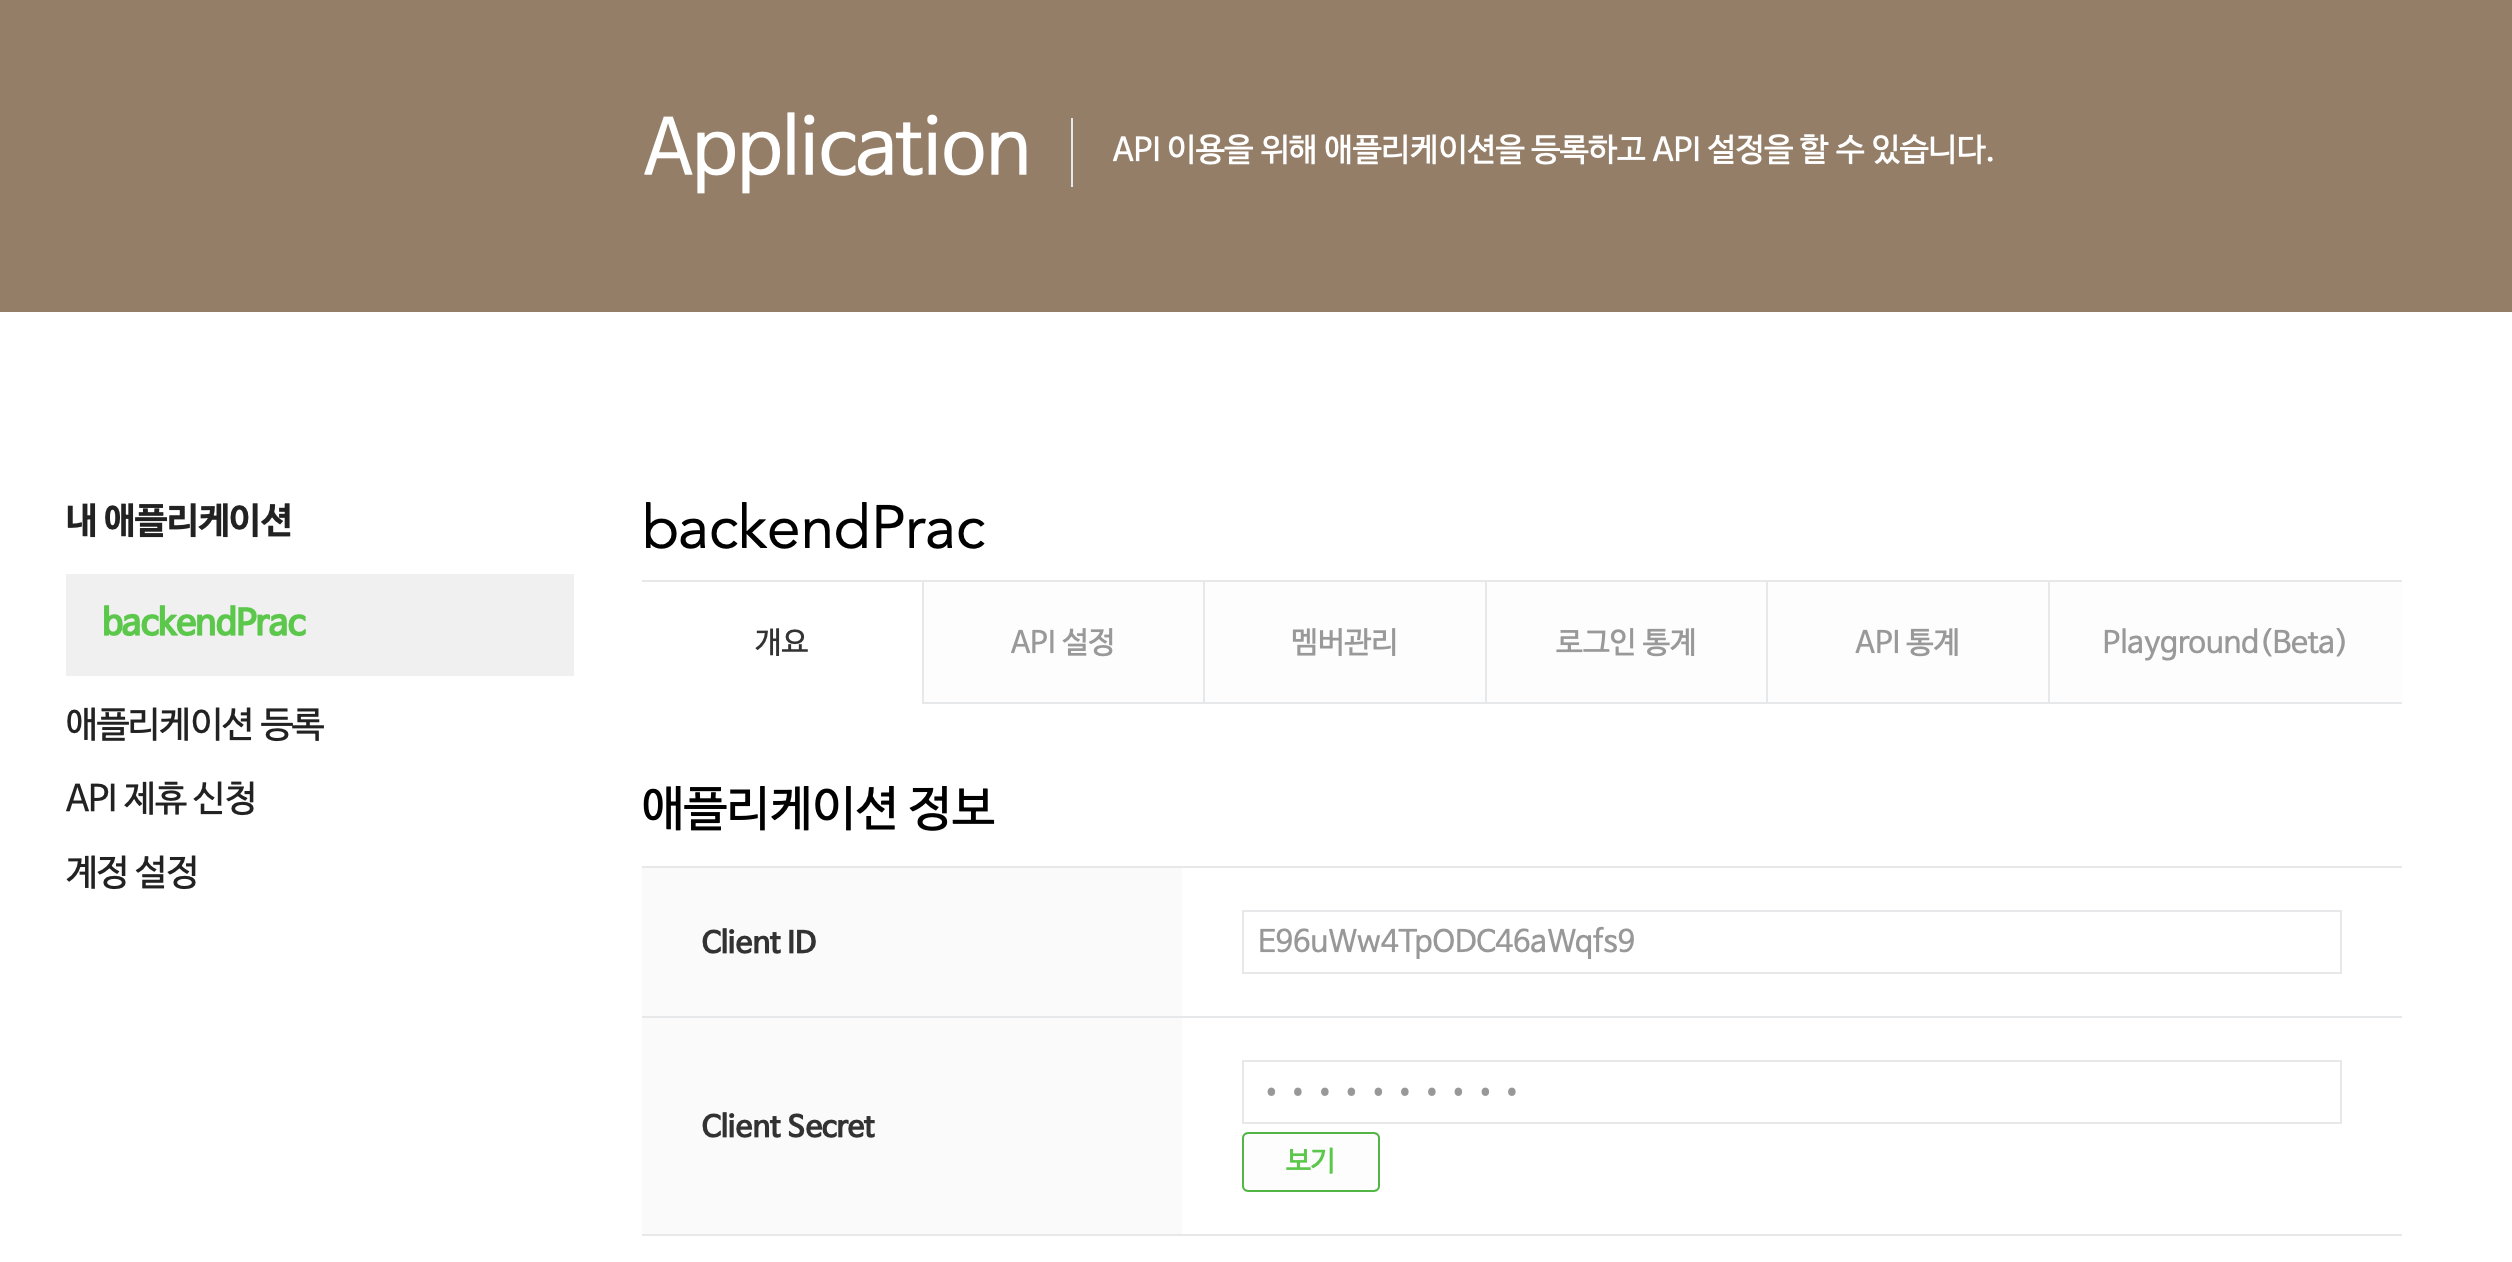 Application
API 이용을 위해 애플리케이션을 등록하고 API 설정을 할 수 있습니다.
내 애플리케이션
backendPrac
애플리케이션 등록
API 제휴 신청
계정 설정
backendPrac
개요
API 설정
멤버관리
로그인 통계
API 통계
Playground(Beta)
애플리케이션 정보
Client ID
E96uWw4TpODC46aWqfs9
Client Secret
••••••••••
보기